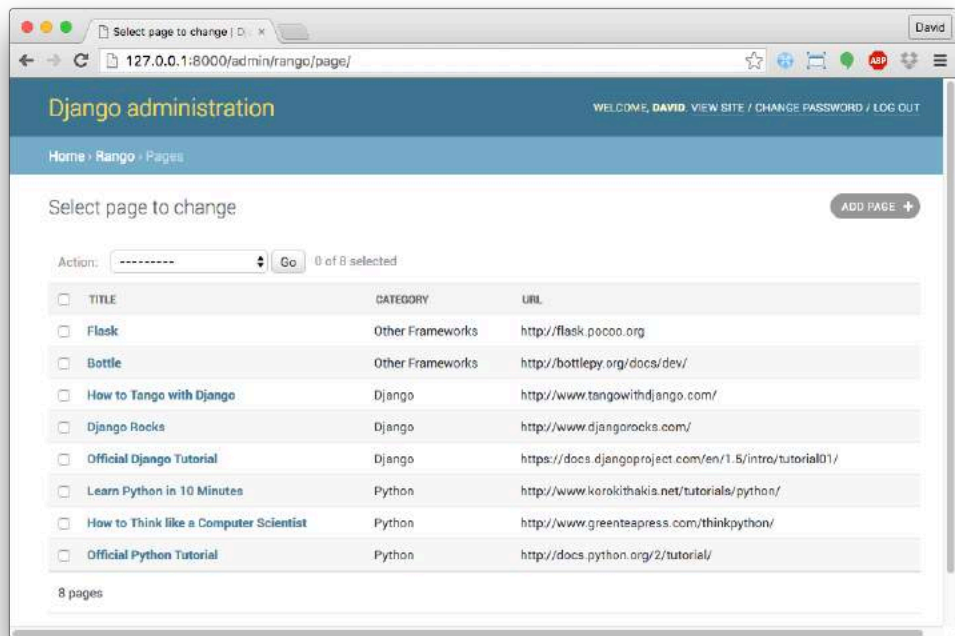 Select page to change | D
David
127.0.0.1:8000/admin/rango/page/
ABP
Django administration
WELCOME, DAVID. VIEW SITE / CHANGE PASSWORD / LOG OUT
Home › Rango › Pages
Select page to change
ADD PAGE +
Action: --------- Go 0 of 8 selected
TITLE CATEGORY URL
Flask Other Frameworks http://flask.pocoo.org
Bottle Other Frameworks http://bottlepy.org/docs/dev/
How to Tango with Django Django http://www.tangowithdjango.com/
Django Rocks Django http://www.djangorocks.com/
Official Django Tutorial Django https://docs.djangoproject.com/en/1.5/intro/tutorial01/
Learn Python in 10 Minutes Python http://www.korokithakis.net/tutorials/python/
How to Think like a Computer Scientist Python http://www.greenteapress.com/thinkpython/
Official Python Tutorial Python http://docs.python.org/2/tutorial/
8 pages